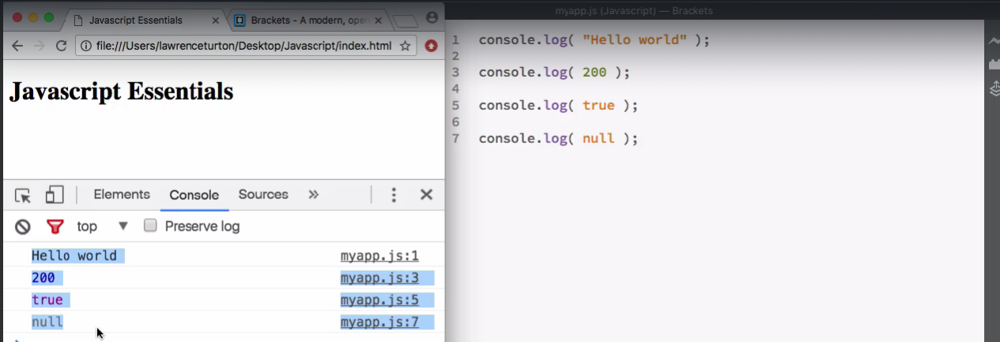 Javascript Essentials
Brackets - A modern, open
file:///Users/lawrenceturton/Desktop/Javascript/index.html
Javascript Essentials
Elements Console Sources »
top Preserve log
Hello world myapp.js:1
200 myapp.js:3
true myapp.js:5
null myapp.js:7
myapp.js (Javascript) — Brackets
1 console.log( "Hello world" );
2
3 console.log( 200 );
4
5 console.log( true );
6
7 console.log( null );